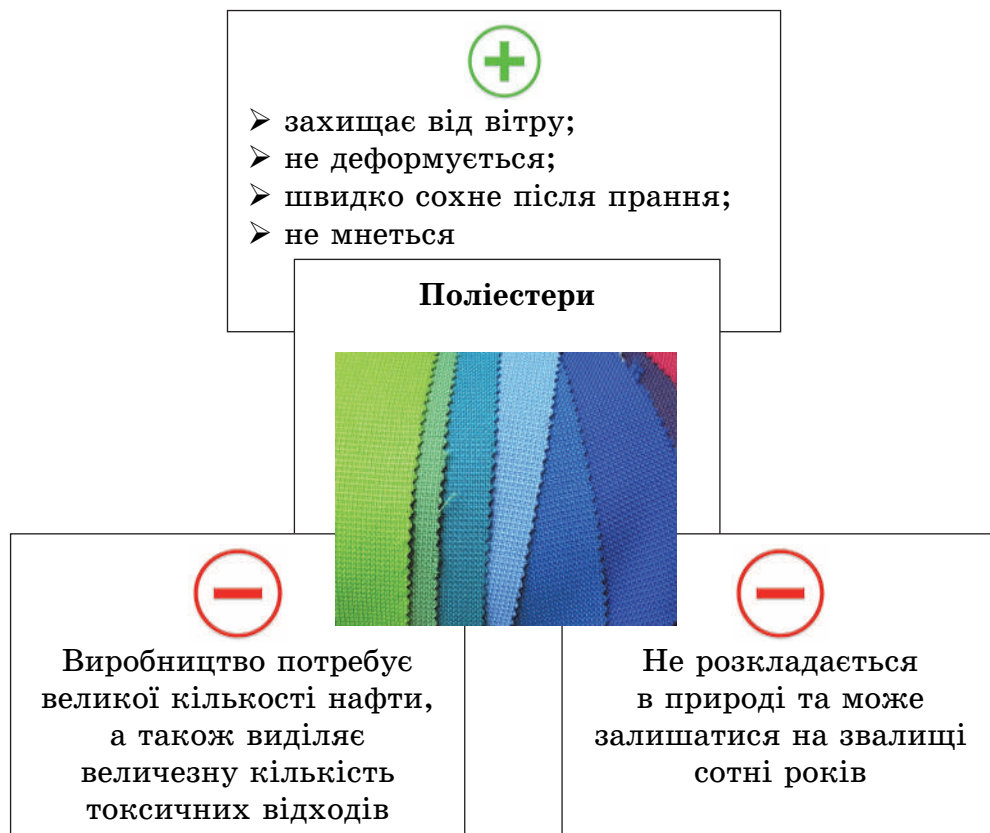 ➢ захищає від вітру;
➢ не деформується;
➢ швидко сохне після прання;
➢ не мнеться
Поліестери
Виробництво потребує
великої кількості нафти,
а також виділяє
величезну кількість
токсичних відходів
Не розкладається
в природі та може
залишатися на звалищі
сотні років